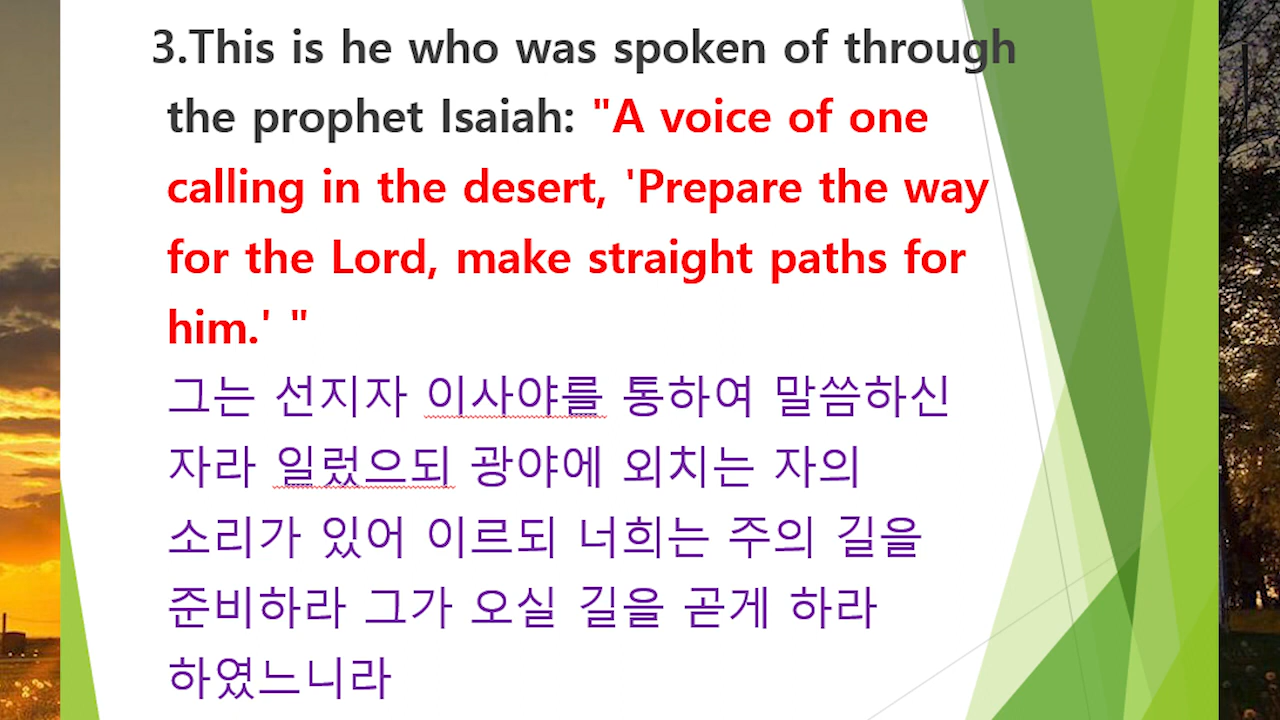 3.This is he who was spoken of through
the prophet Isaiah: "A voice of one
calling in the desert, 'Prepare the way
for the Lord, make straight paths for
him.' "
그는 선지자 이사야를 통하여 말씀하신
자라 일렀으되 광야에 외치는 자의
소리가 있어 이르되 너희는 주의 길을
준비하라 그가 오실 길을 곧게 하라
하였느니라